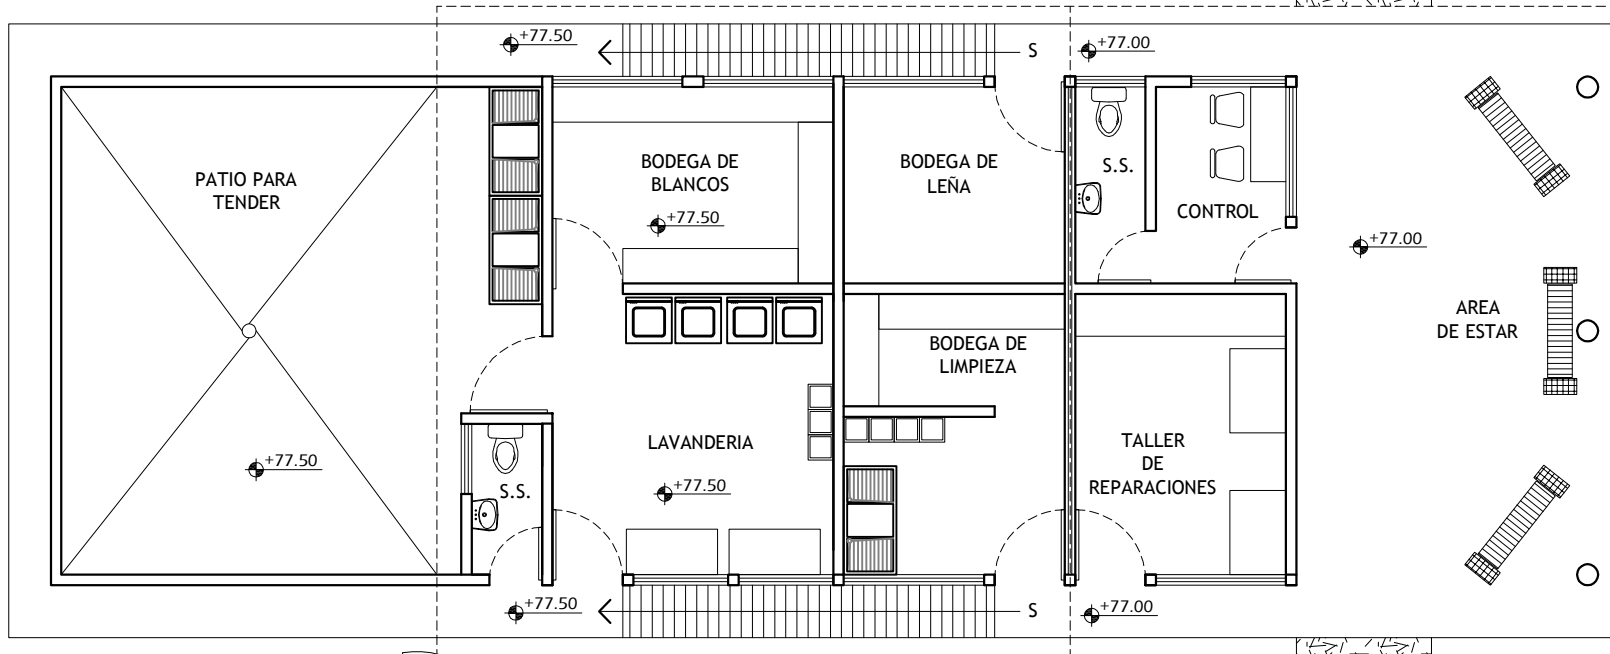 +77.50
S
+77.00
PATIO PARA
TENDER
BODEGA DE
BLANCOS
+77.50
BODEGA DE
LEÑA
S.S.
CONTROL
+77.00
AREA
DE ESTAR
BODEGA DE
LIMPIEZA
LAVANDERIA
+77.50
TALLER
DE
REPARACIONES
+77.50
S.S.
+77.50
S
+77.00